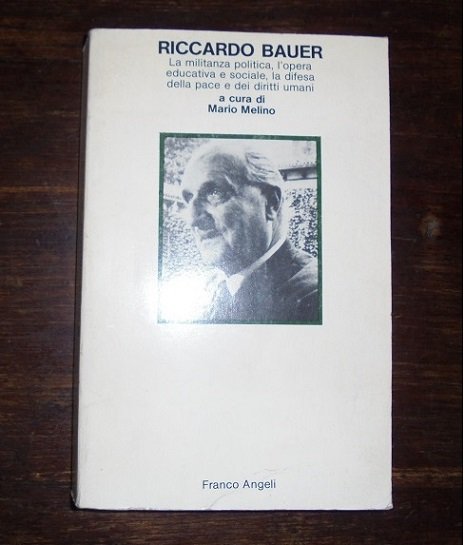 RICCARDO BAUER
La militanza politica, l'opera
educativa e sociale, la difesa
della pace e dei diritti umani
a cura di
Mario Melino
Franco Angeli